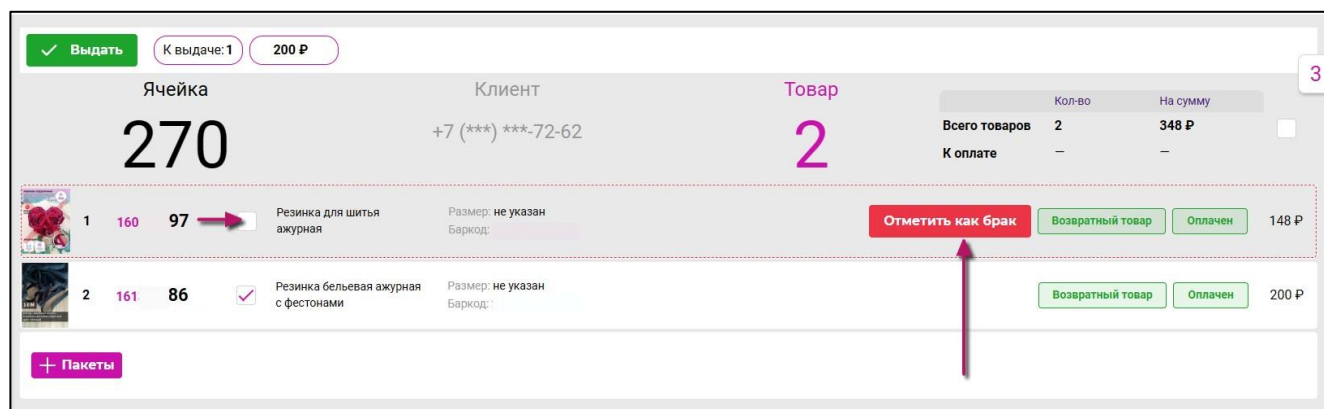 Выдать К выдаче: 1 200 ₽
3
Ячейка Клиент Товар
270 +7 (***) ***-72-62 2
Кол-во На сумму
Всего товаров 2 348 ₽
К оплате — —
1 160 97 Резинка для шитья Размер: не указан Отметить как брак Возвратный товар Оплачен 148 ₽
ажурная Баркод:
2 161 86 Резинка бельевая ажурная Размер: не указан Возвратный товар Оплачен 200 ₽
с фестонами Баркод:
+ Пакеты